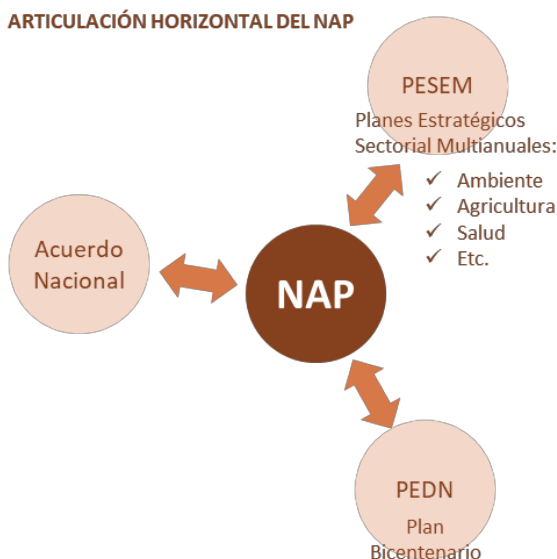 ARTICULACIÓN HORIZONTAL DEL NAP
PESEM
Planes Estratégicos
Sectorial Multianuales:
✓ Ambiente
✓ Agricultura
✓ Salud
✓ Etc.
Acuerdo
Nacional
NAP
PEDN
Plan
Bicentenario